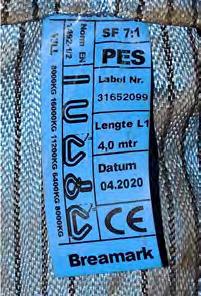 SF 7:1
PES
Label Nr.
31652099
Lengte L1
4,0 mtr
Datum
04.2020
CE
Breamark
Norm EN
1492-1/2
WLL
8000KG 16000KG 11200KG 6400KG 8000KG